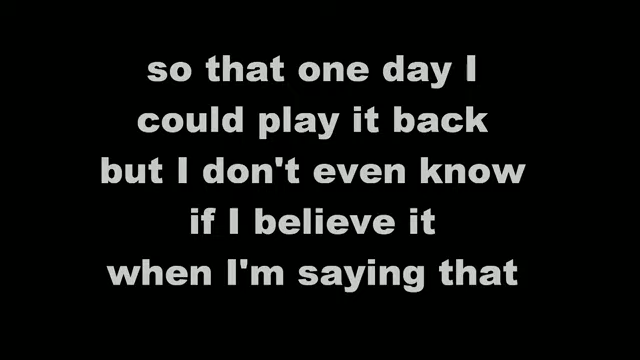 so that one day I
could play it back
but I don't even know
if I believe it
when I'm saying that